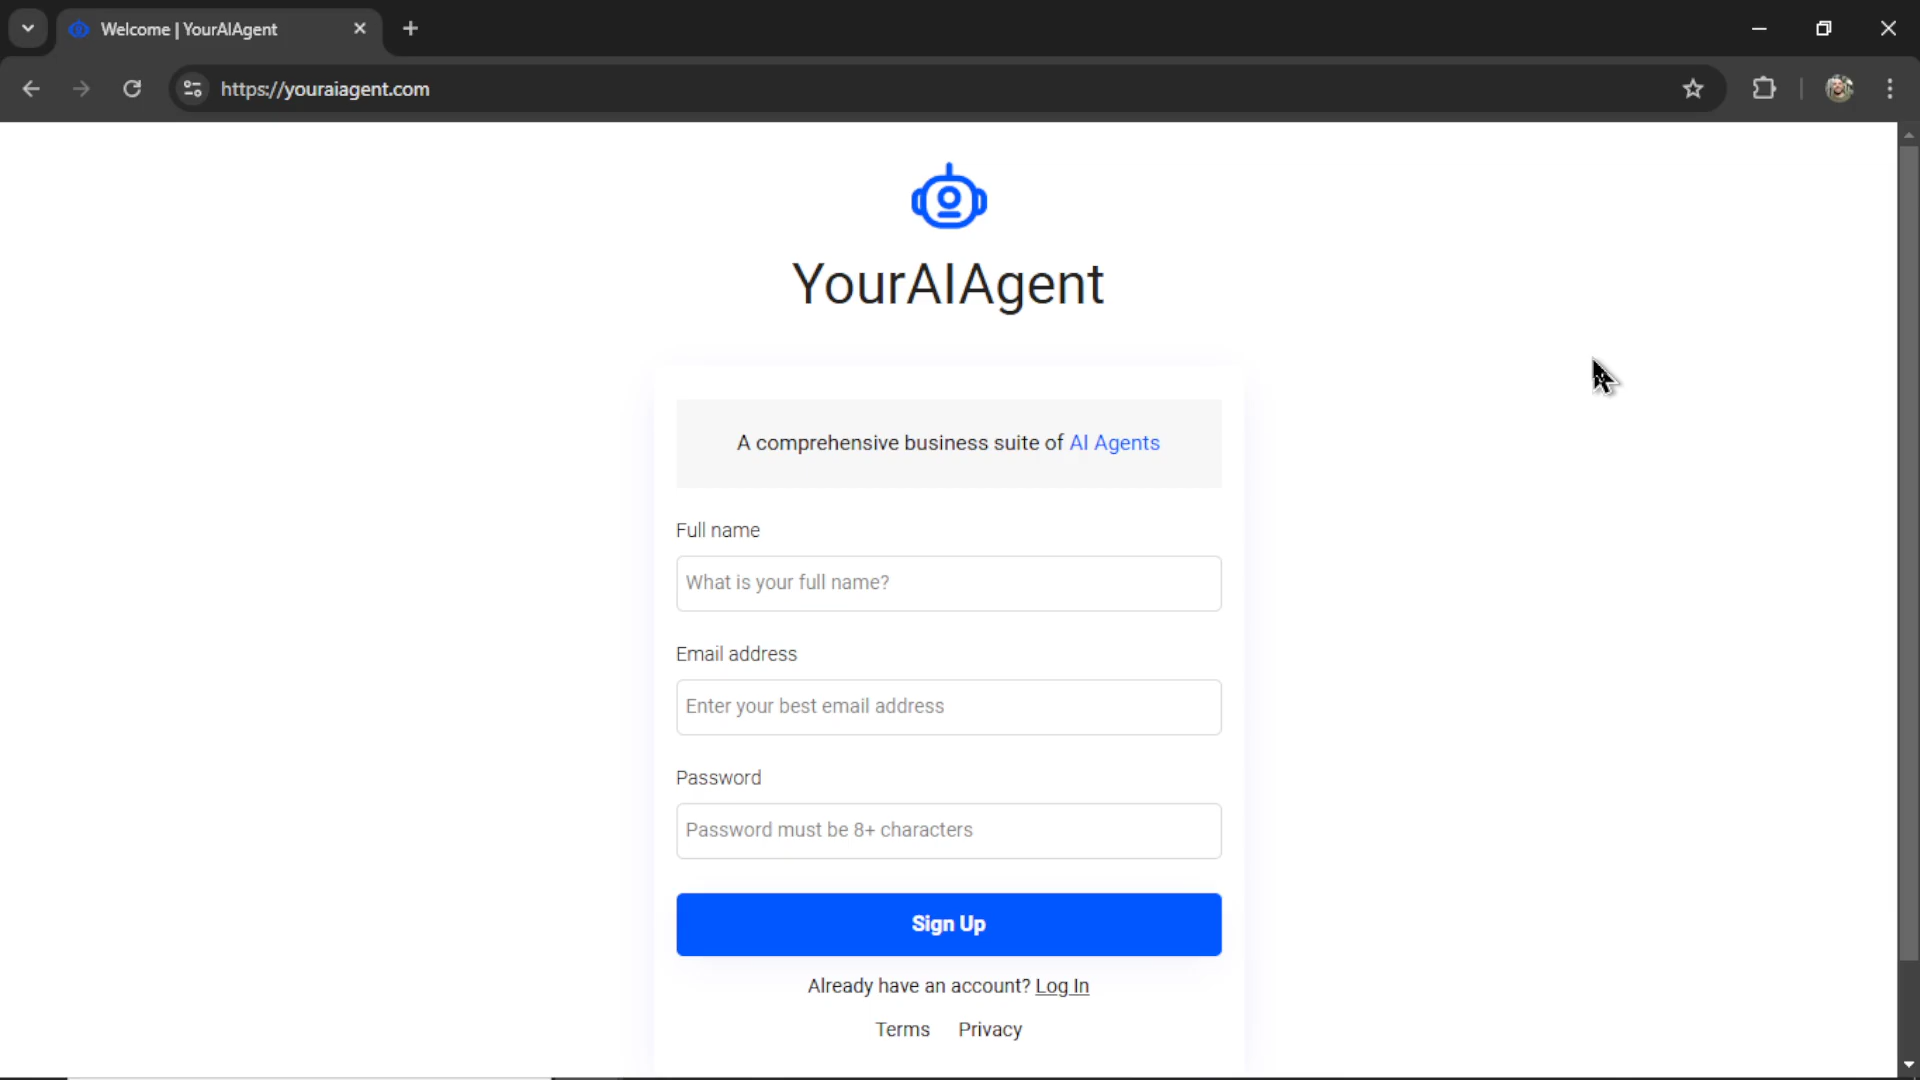 Welcome | YourAIAgent
https://youraiagent.com
YourAIAgent
A comprehensive business suite of AI Agents
Full name
What is your full name?
Email address
Enter your best email address
Password
Password must be 8+ characters
Sign Up
Already have an account? Log In
Terms Privacy